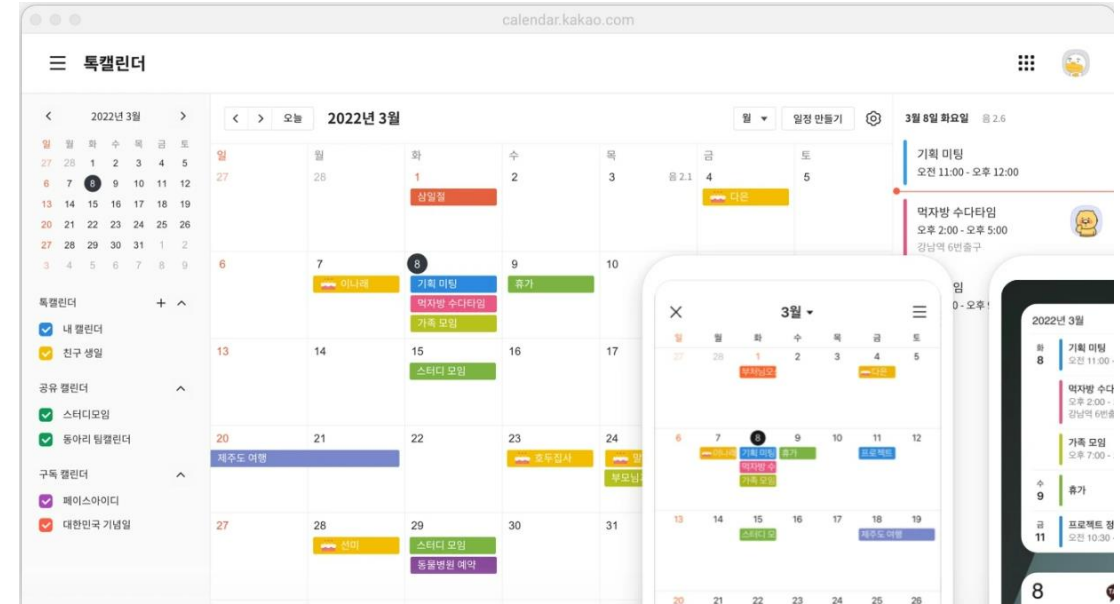 calendar.kakao.com
톡캘린더
2022년 3월
일 월 화 수 목 금 토
27 28 1 2 3 4 5
6 7 8 9 10 11 12
13 14 15 16 17 18 19
20 21 22 23 24 25 26
27 28 29 30 31 1 2
3 4 5 6 7 8 9
톡캘린더
내 캘린더
친구 생일
공유 캘린더
스터디모임
동아리 팀캘린더
구독 캘린더
페이스아이디
대한민국 기념일
오늘 2022년 3월 월 일정 만들기
일 월 화 수 목 금 토
27 28 1 2 3 음 2.1 4 5
삼일절 다은
6 7 8 9 10
이나래 기획 미팅 휴가
먹자방 수다타임
가족 모임
13 14 15 16 17
스터디 모임
20 21 22 23 24
제주도 여행 호두집사
부모님
27 28 29 30 31
선미 스터디 모임
동물병원 예약
3월 8일 화요일 음 2.6
기획 미팅
오전 11:00 - 오후 12:00
먹자방 수다타임
오후 2:00 - 오후 5:00
강남역 6번출구
3월
일 월 화 수 목 금 토
27 28 1 2 3 4 5
다은
6 7 8 9 10 11 12
이나래 기획 미팅 휴가 프로젝트
먹자방 수
가족 모임
13 14 15 16 17 18 19
스터디 모 제주도 여행
20 21 22 23 24 25 26
2022년 3월
화 기획 미팅
8 오전 11:00 -
먹자방 수다
오후 2:00 -
강남역 6번출
가족 모임
오후 7:00 -
수 휴가
9
금 프로젝트 정
11 오전 10:30 -
8